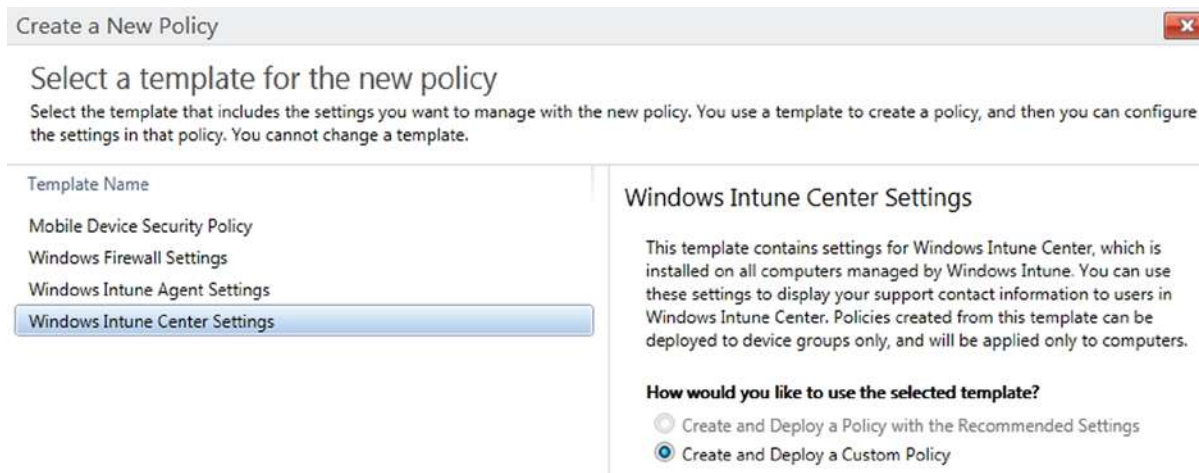 Create a New Policy
Select a template for the new policy
Select the template that includes the settings you want to manage with the new policy. You use a template to create a policy, and then you can configure
the settings in that policy. You cannot change a template.
Template Name
Mobile Device Security Policy
Windows Firewall Settings
Windows Intune Agent Settings
Windows Intune Center Settings
Windows Intune Center Settings
This template contains settings for Windows Intune Center, which is
installed on all computers managed by Windows Intune. You can use
these settings to display your support contact information to users in
Windows Intune Center. Policies created from this template can be
deployed to device groups only, and will be applied only to computers.
How would you like to use the selected template?
Create and Deploy a Policy with the Recommended Settings
Create and Deploy a Custom Policy